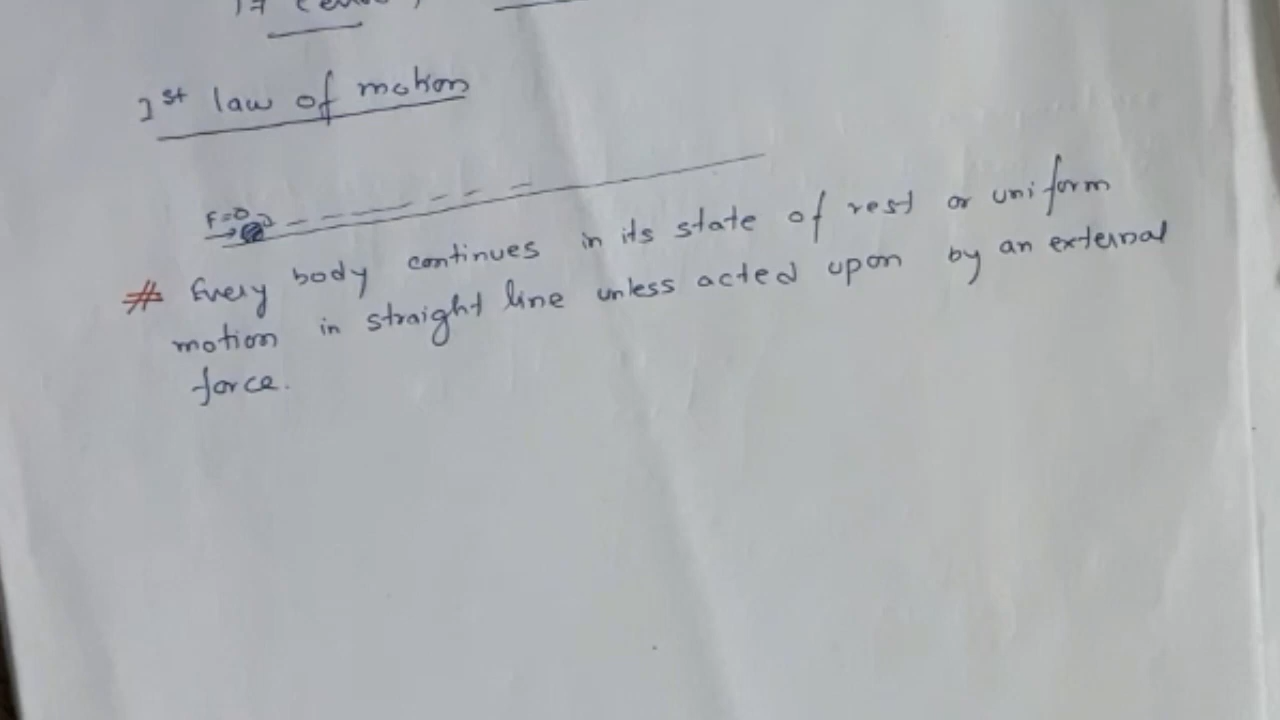 1st law of motion
F=0
# Every body continues in its state of rest or uniform
motion in straight line unless acted upon by an external
force.